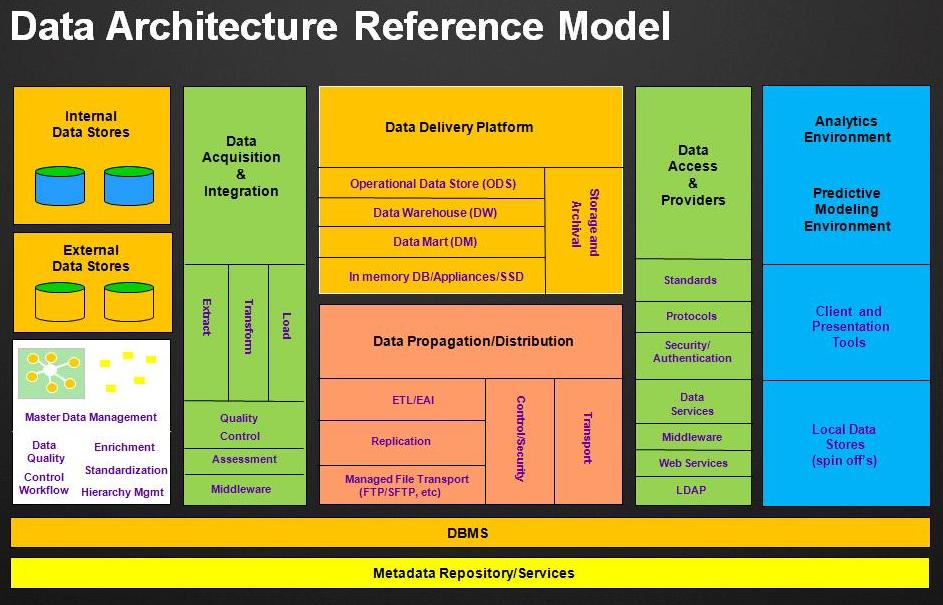 Data Architecture Reference Model
Internal
Data Stores
External
Data Stores
Master Data Management
Data
Quality
Enrichment
Control
Workflow
Standardization
Hierarchy Mgmt
Data
Acquisition
&
Integration
Extract
Transform
Load
Quality
Control
Assessment
Middleware
Data Delivery Platform
Operational Data Store (ODS)
Data Warehouse (DW)
Data Mart (DM)
In memory DB/Appliances/SSD
Storage and
Archival
Data Propagation/Distribution
ETL/EAI
Replication
Managed File Transport
(FTP/SFTP, etc)
Control/Security
Transport
Data
Access
&
Providers
Standards
Protocols
Security/
Authentication
Data
Services
Middleware
Web Services
LDAP
Analytics
Environment
Predictive
Modeling
Environment
Client and
Presentation
Tools
Local Data
Stores
(spin off's)
DBMS
Metadata Repository/Services